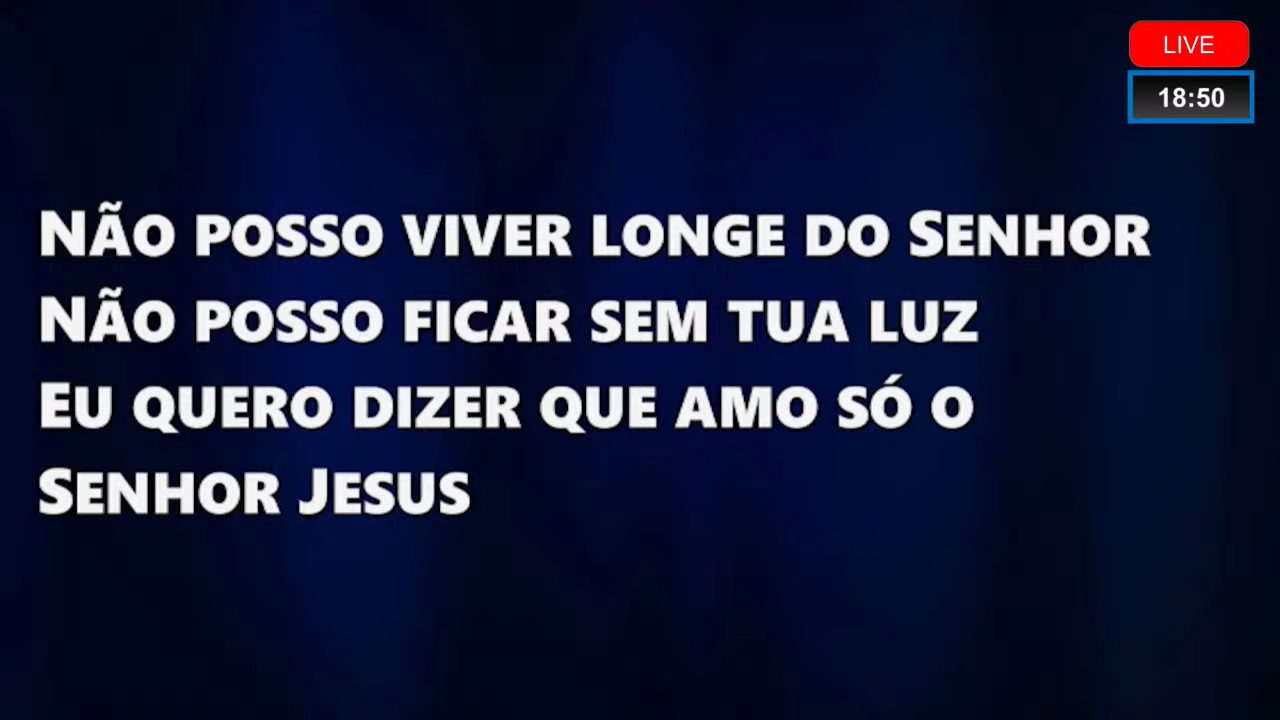 LIVE
18:50
Não posso viver longe do Senhor
Não posso ficar sem tua luz
Eu quero dizer que amo só o
Senhor Jesus